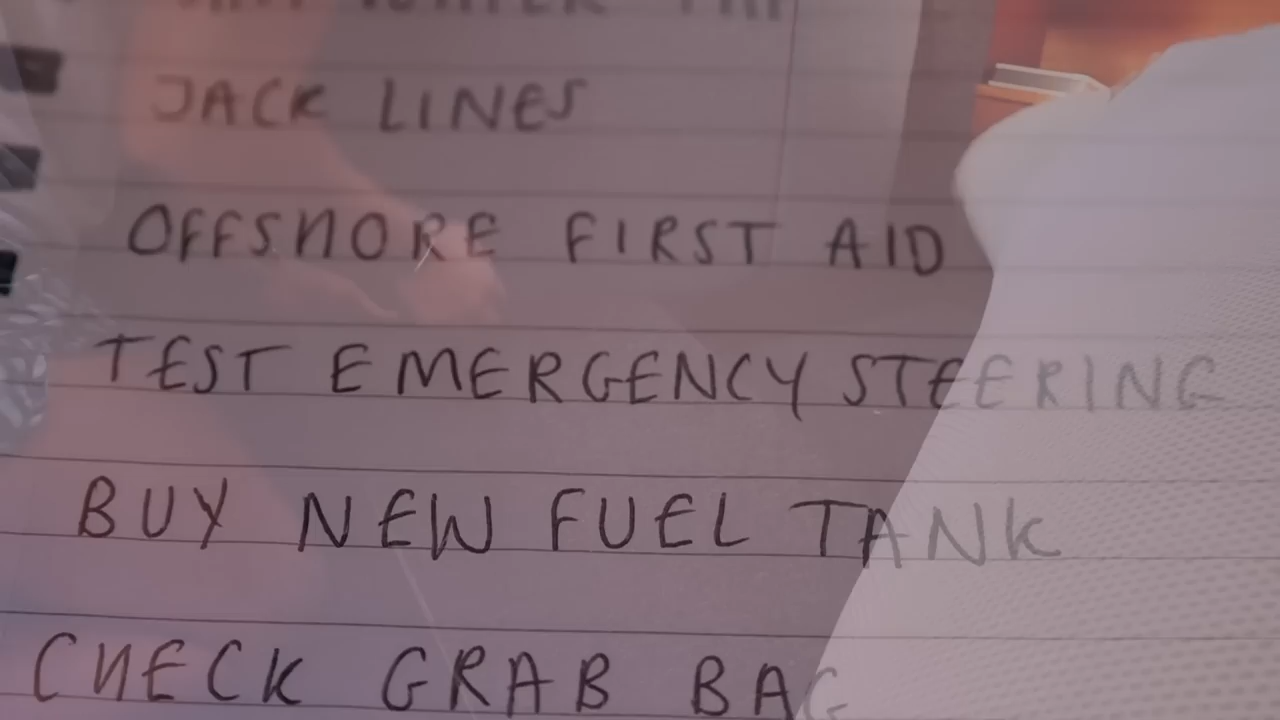 JACK LINES
OFFSHORE FIRST AID
TEST EMERGENCY STEERING
BUY NEW FUEL TANK
CHECK GRAB BAG